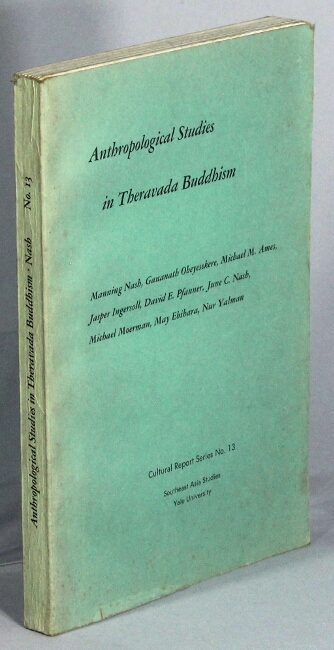 Anthropological Studies
in Theravada Buddhism
Manning Nash, Gananath Obeyesekere, Michael M. Ames,
Jasper Ingersoll, David E. Pfanner, June C. Nash,
Michael Moerman, May Ebihara, Nur Yalman
Cultural Report Series No. 13
Southeast Asia Studies
Yale University
Anthropological Studies in Theravada Buddhism · Nash No. 13